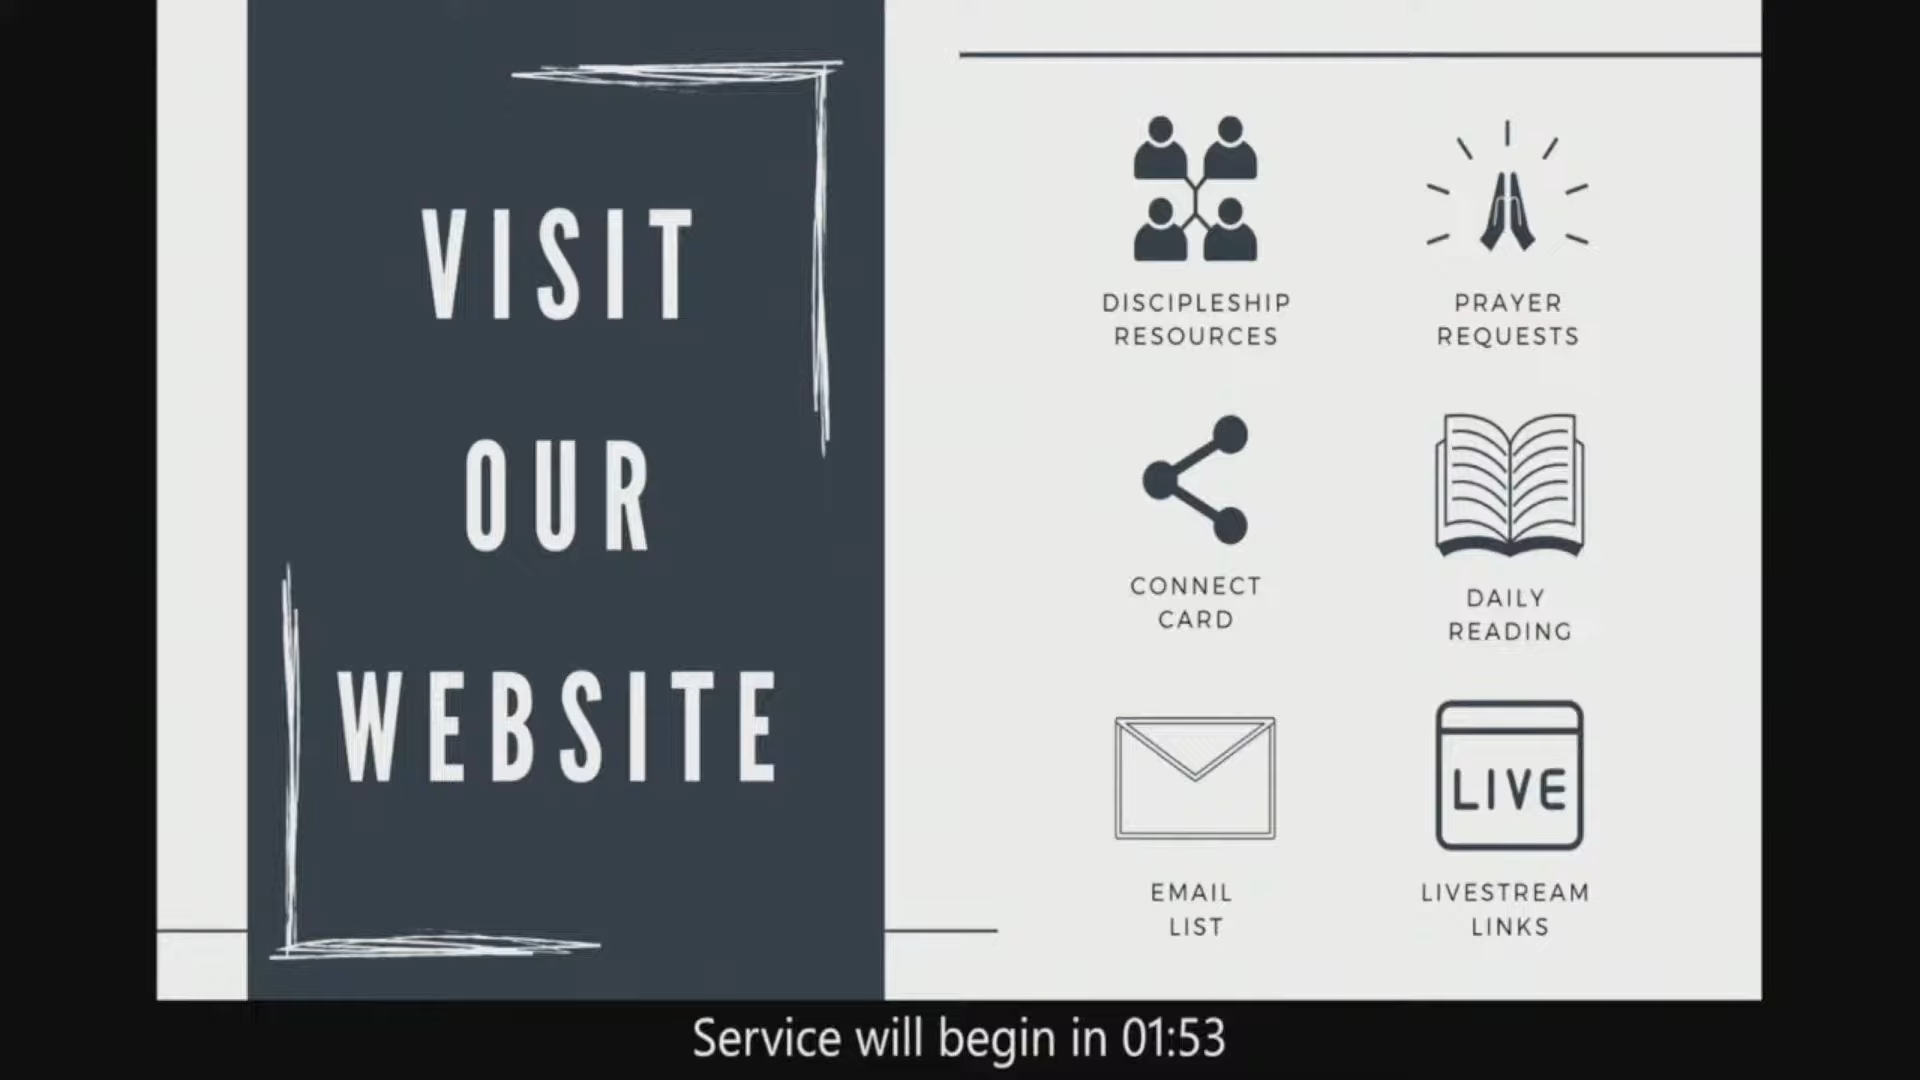 VISIT
OUR
WEBSITE
DISCIPLESHIP
RESOURCES
PRAYER
REQUESTS
CONNECT
CARD
DAILY
READING
EMAIL
LIST
LIVE
LIVESTREAM
LINKS
Service will begin in 01:53